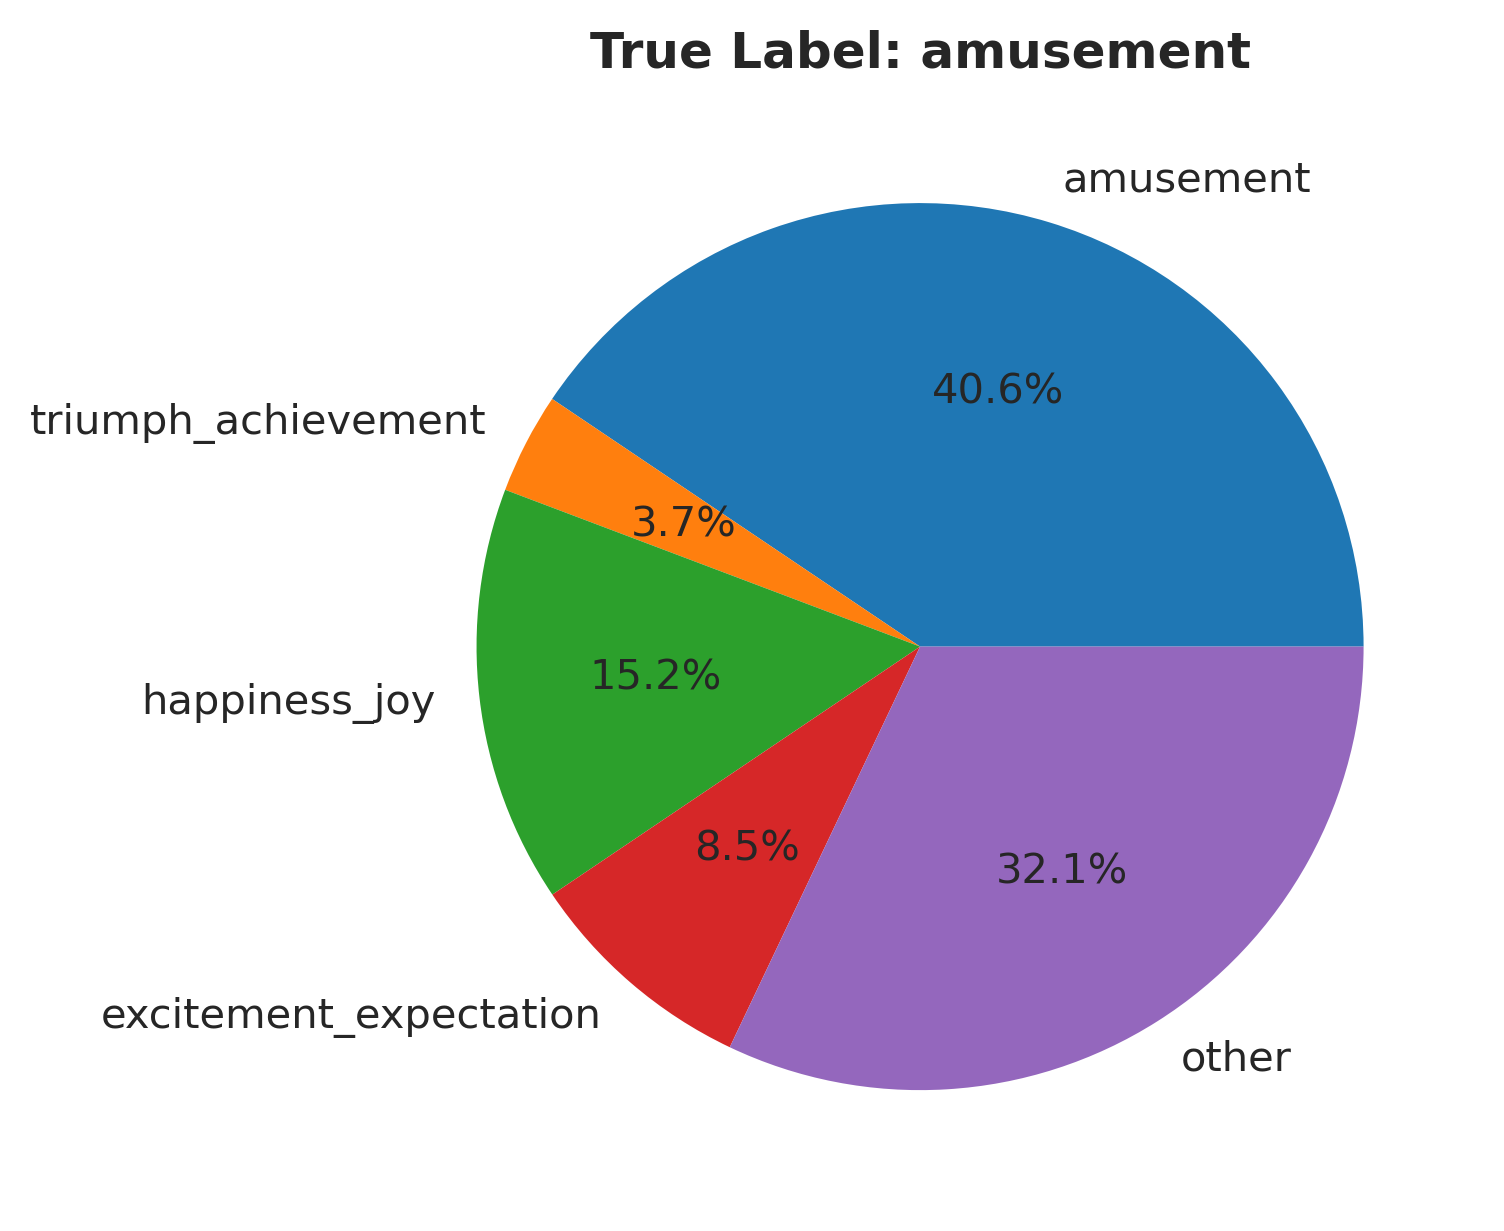 True Label: amusement
amusement
40.6%
triumph_achievement
3.7%
15.2%
happiness_joy
8.5%
32.1%
excitement_expectation
other